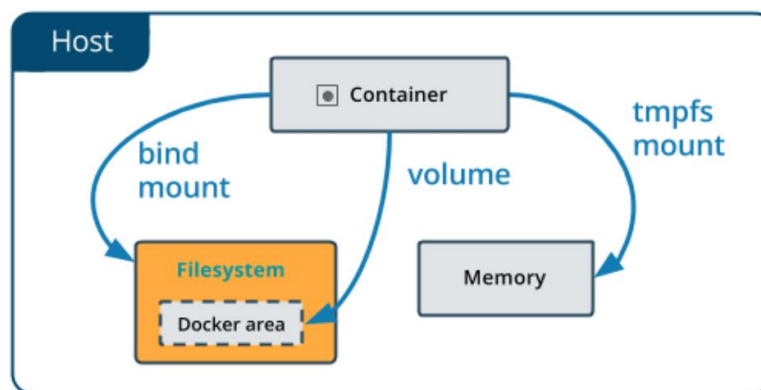 Host
Container
bind
mount
volume
tmpfs
mount
Filesystem
Docker area
Memory